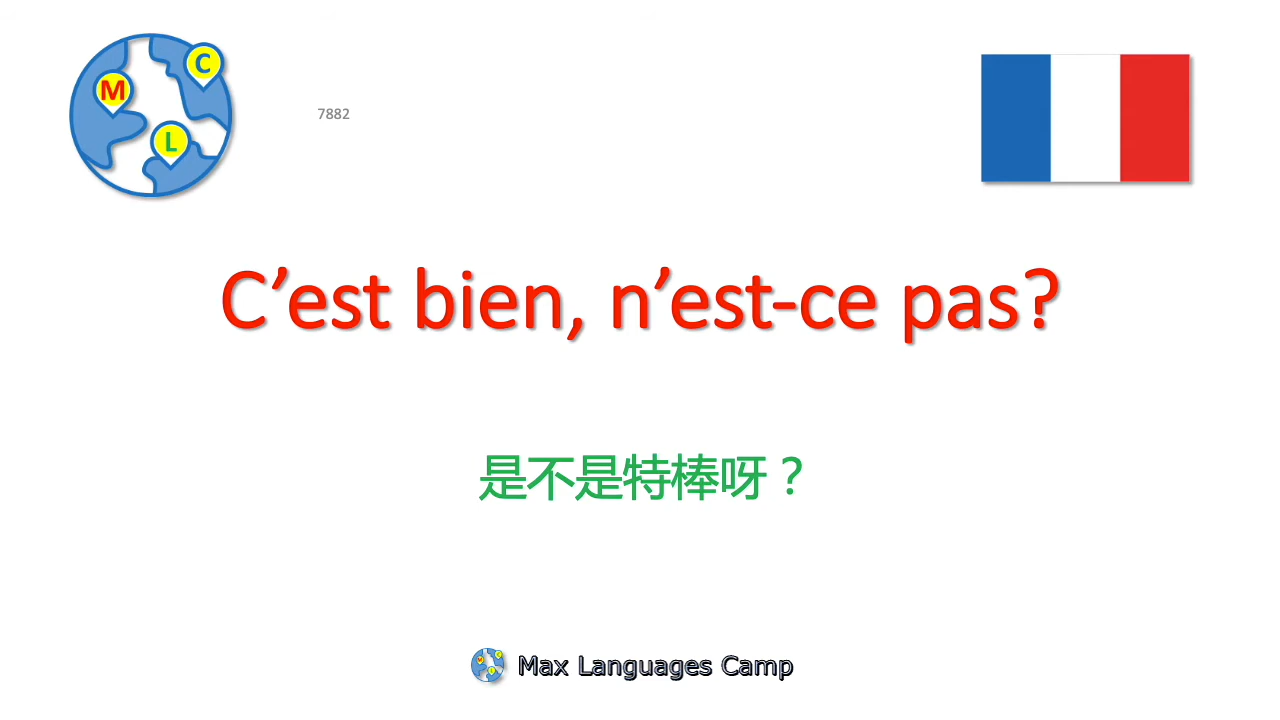 M
C
L
7882
C’est bien, n’est-ce pas?
是不是特棒呀？
Max Languages Camp